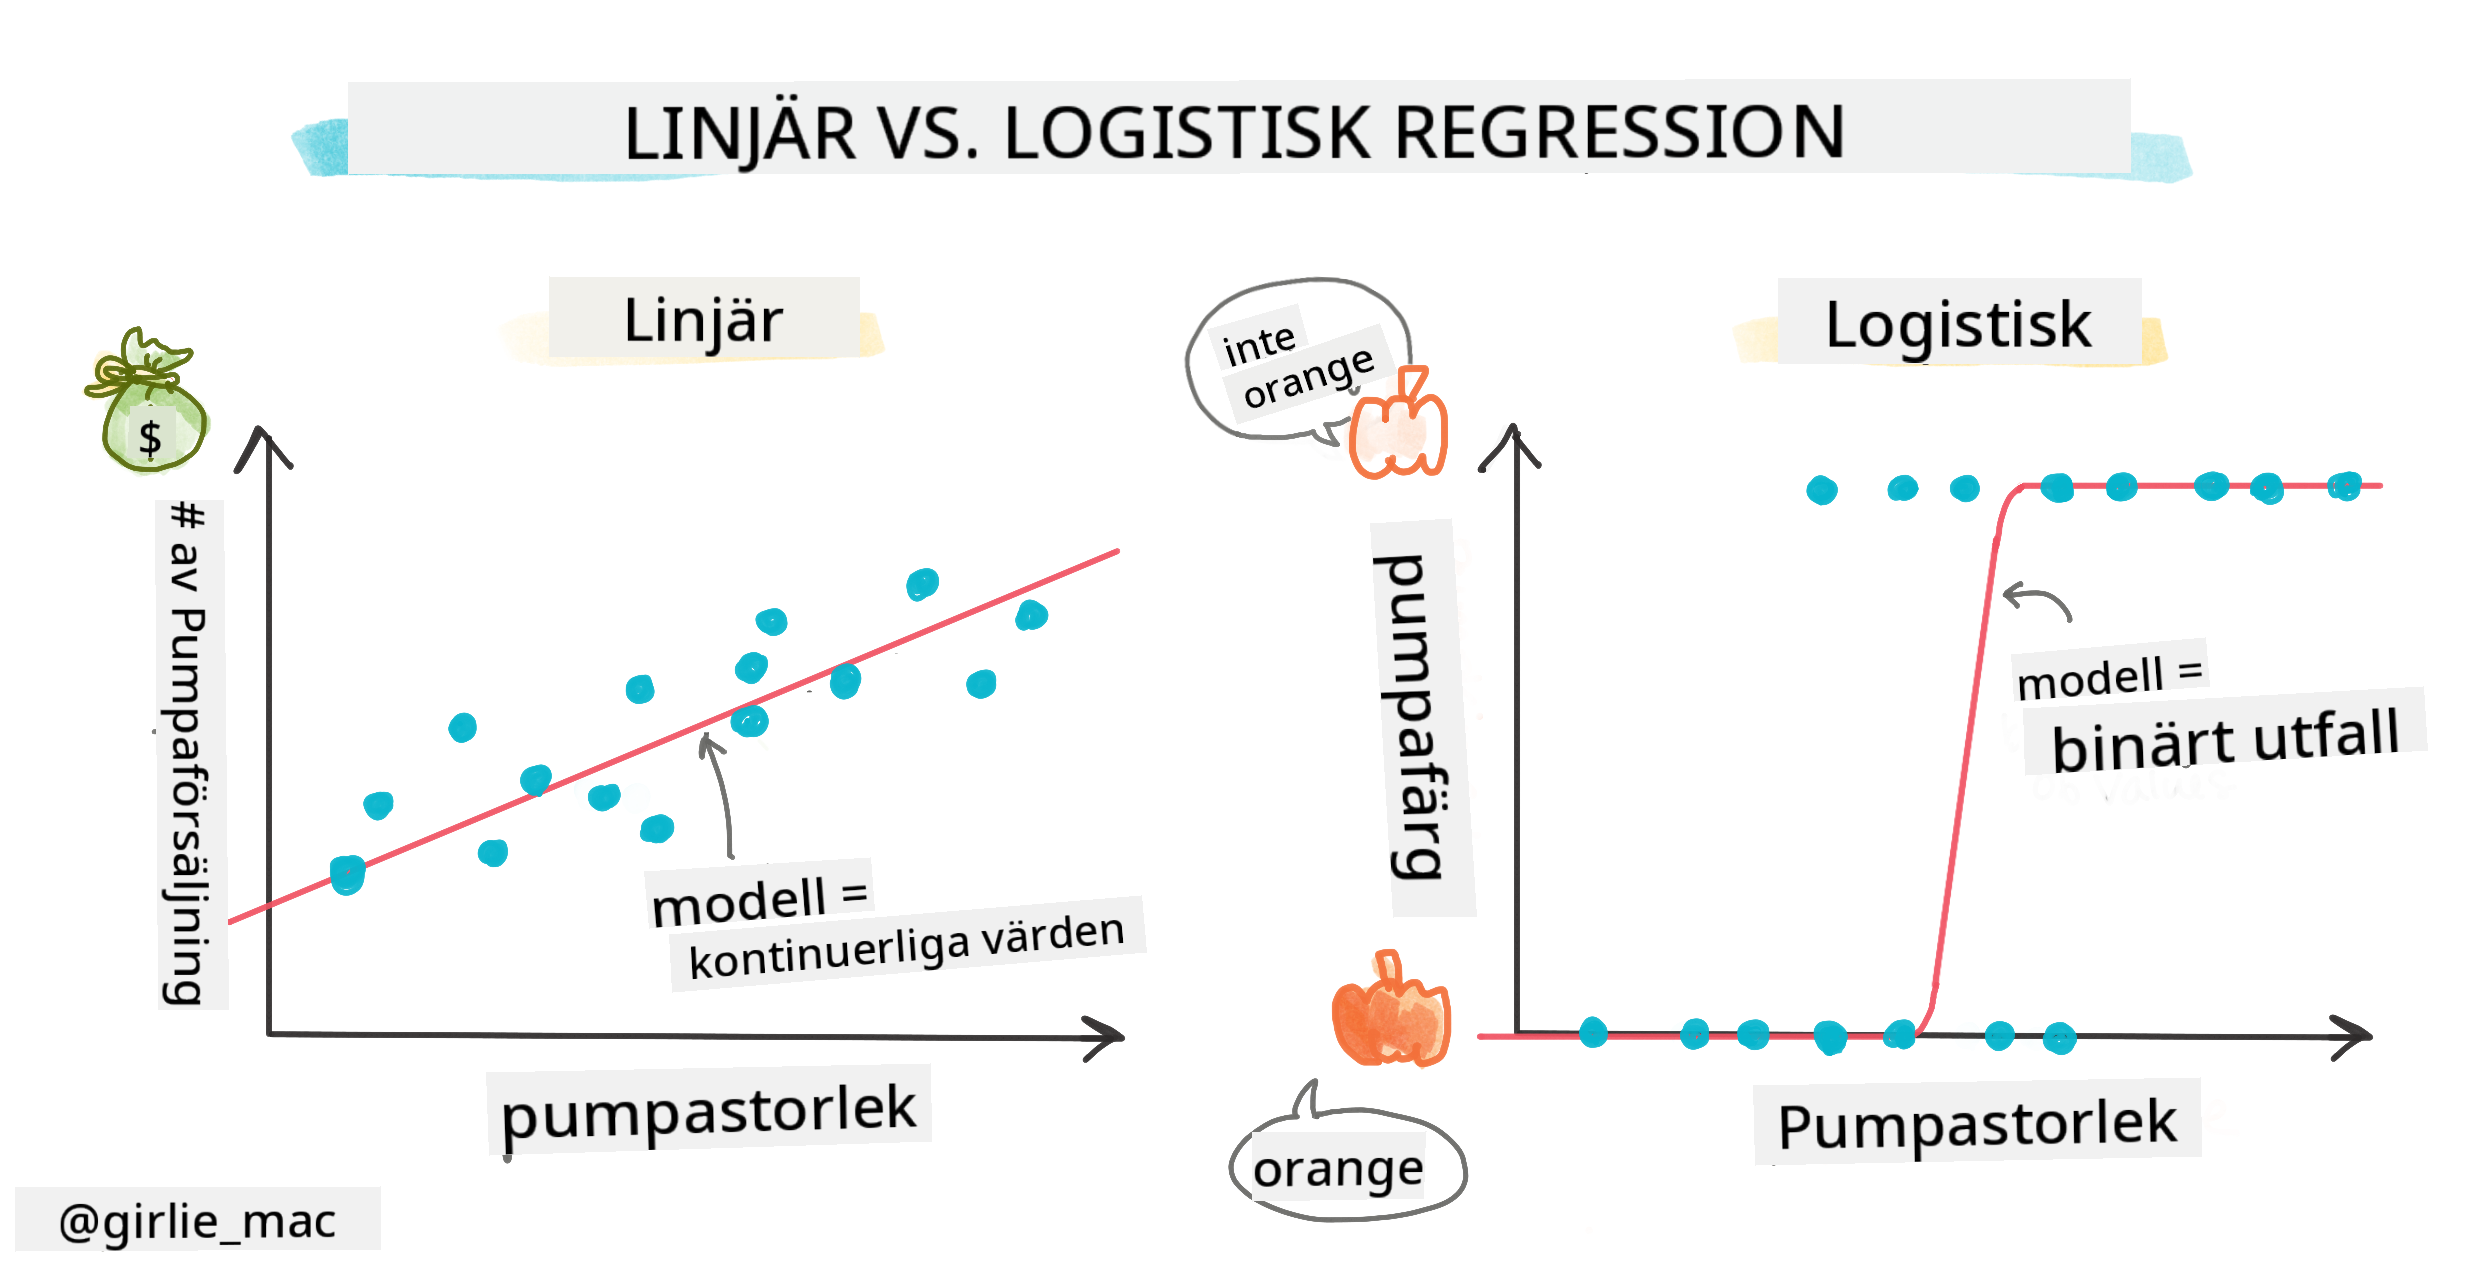 LINJÄR VS. LOGISTISK REGRESSION
Linjär
$
# av Pumpaförsäljning
modell =
kontinuerliga värden
pumpastorlek
Logistisk
inte
orange
pumpafärg
modell =
binärt utfall
orange
Pumpastorlek
@girlie_mac